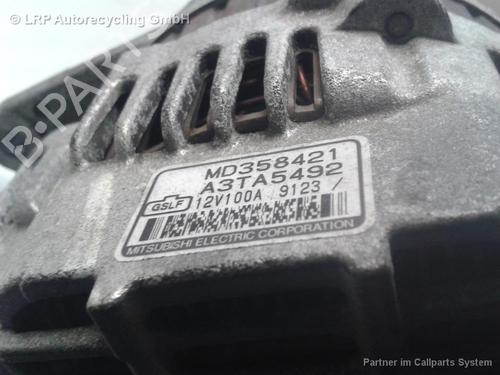 © LRP Autorecycling GmbH
B-PARTS
MD358421
A3TA5492
GSLF 12V100A 9123 /
MITSUBISHI ELECTRIC CORPORATION
Partner im Callparts System